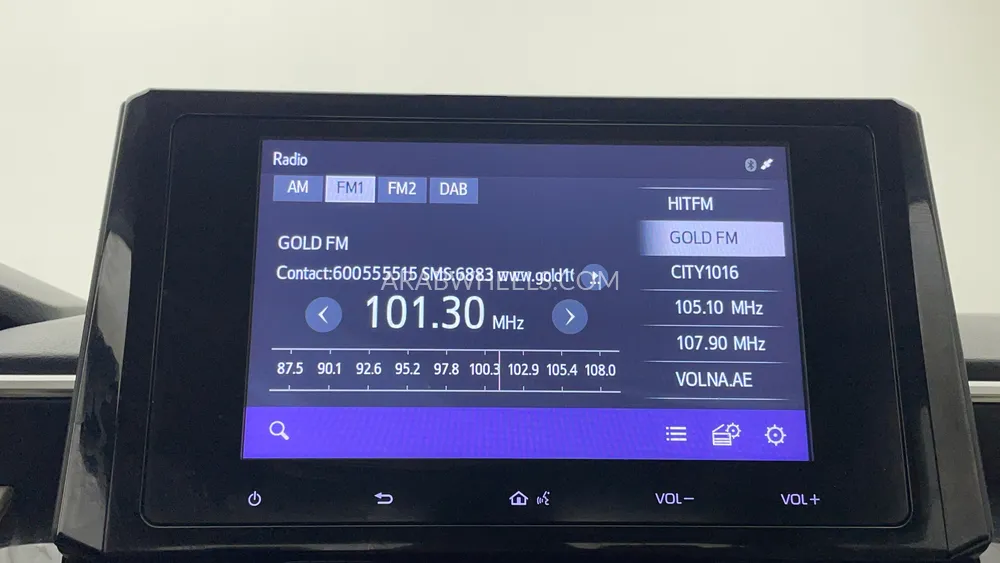 Radio
AM FM1 FM2 DAB
GOLD FM
Contact:600555515 SMS:6883 www.gold1
ARABWHEELS.COM
101.30 MHz
87.5 90.1 92.6 95.2 97.8 100.3 102.9 105.4 108.0
HITFM
GOLD FM
CITY1016
105.10 MHz
107.90 MHz
VOLNA.AE
VOL−
VOL+